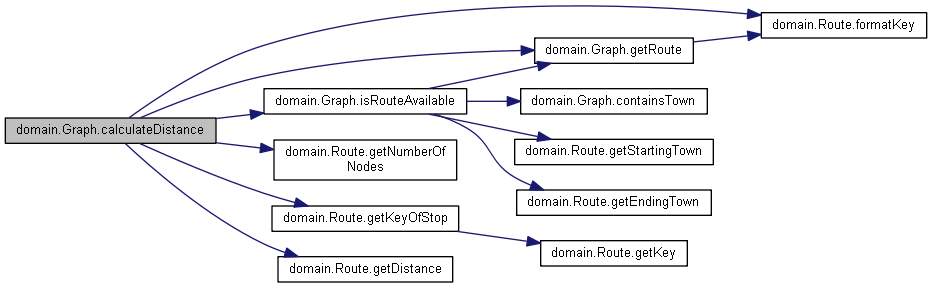 domain.Route.formatKey
domain.Graph.getRoute
domain.Graph.isRouteAvailable
domain.Graph.containsTown
domain.Graph.calculateDistance
domain.Route.getNumberOf
Nodes
domain.Route.getStartingTown
domain.Route.getEndingTown
domain.Route.getKeyOfStop
domain.Route.getKey
domain.Route.getDistance